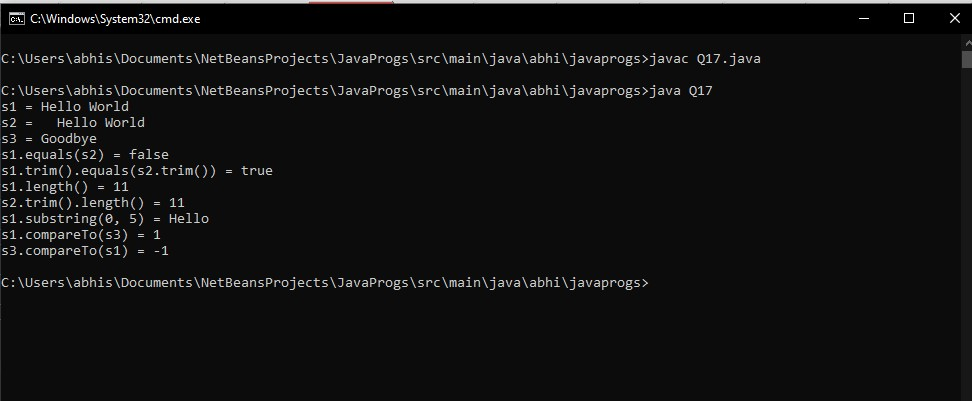 C:\Windows\System32\cmd.exe
C:\Users\abhis\Documents\NetBeansProjects\JavaProgs\src\main\java\abhi\javaprogs>javac Q17.java
C:\Users\abhis\Documents\NetBeansProjects\JavaProgs\src\main\java\abhi\javaprogs>java Q17
s1 = Hello World
s2 =   Hello World
s3 = Goodbye
s1.equals(s2) = false
s1.trim().equals(s2.trim()) = true
s1.length() = 11
s2.trim().length() = 11
s1.substring(0, 5) = Hello
s1.compareTo(s3) = 1
s3.compareTo(s1) = -1
C:\Users\abhis\Documents\NetBeansProjects\JavaProgs\src\main\java\abhi\javaprogs>